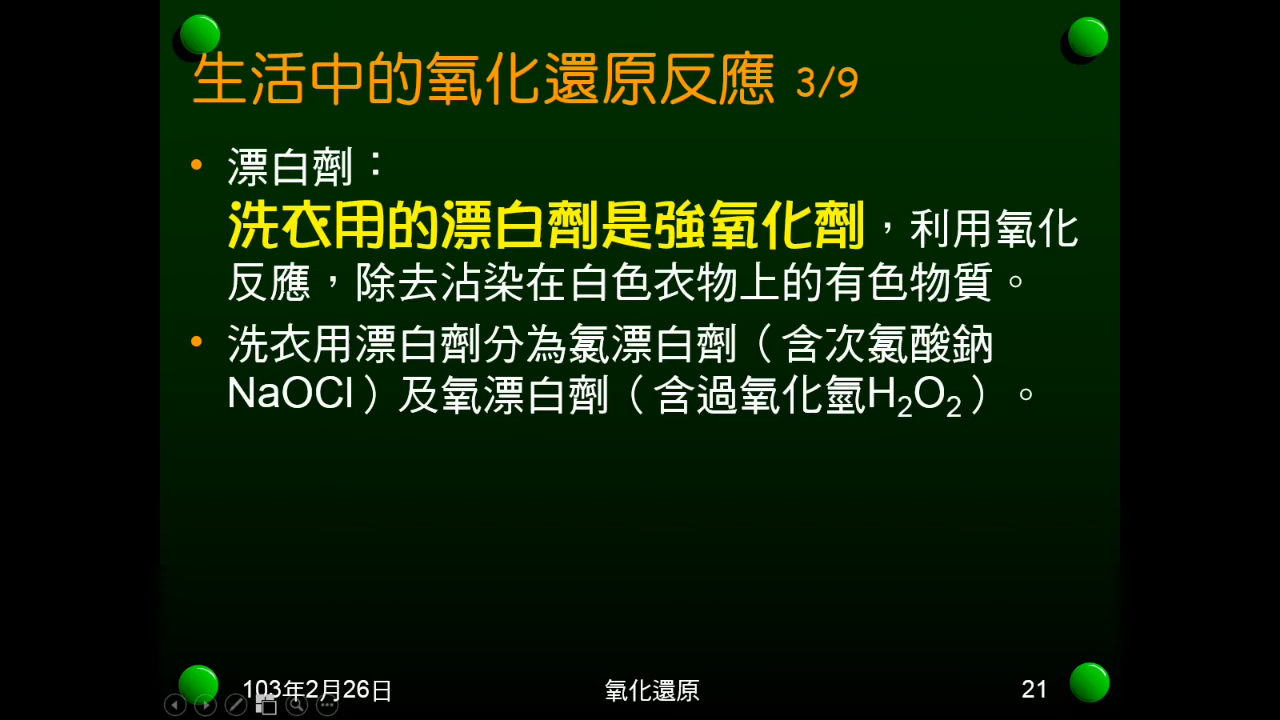 生活中的氧化還原反應 3/9
• 漂白劑：
洗衣用的漂白劑是強氧化劑，利用氧化
反應，除去沾染在白色衣物上的有色物質。
• 洗衣用漂白劑分為氯漂白劑（含次氯酸鈉
NaOCl）及氧漂白劑（含過氧化氫H₂O₂）。
103年2月26日
氧化還原
21